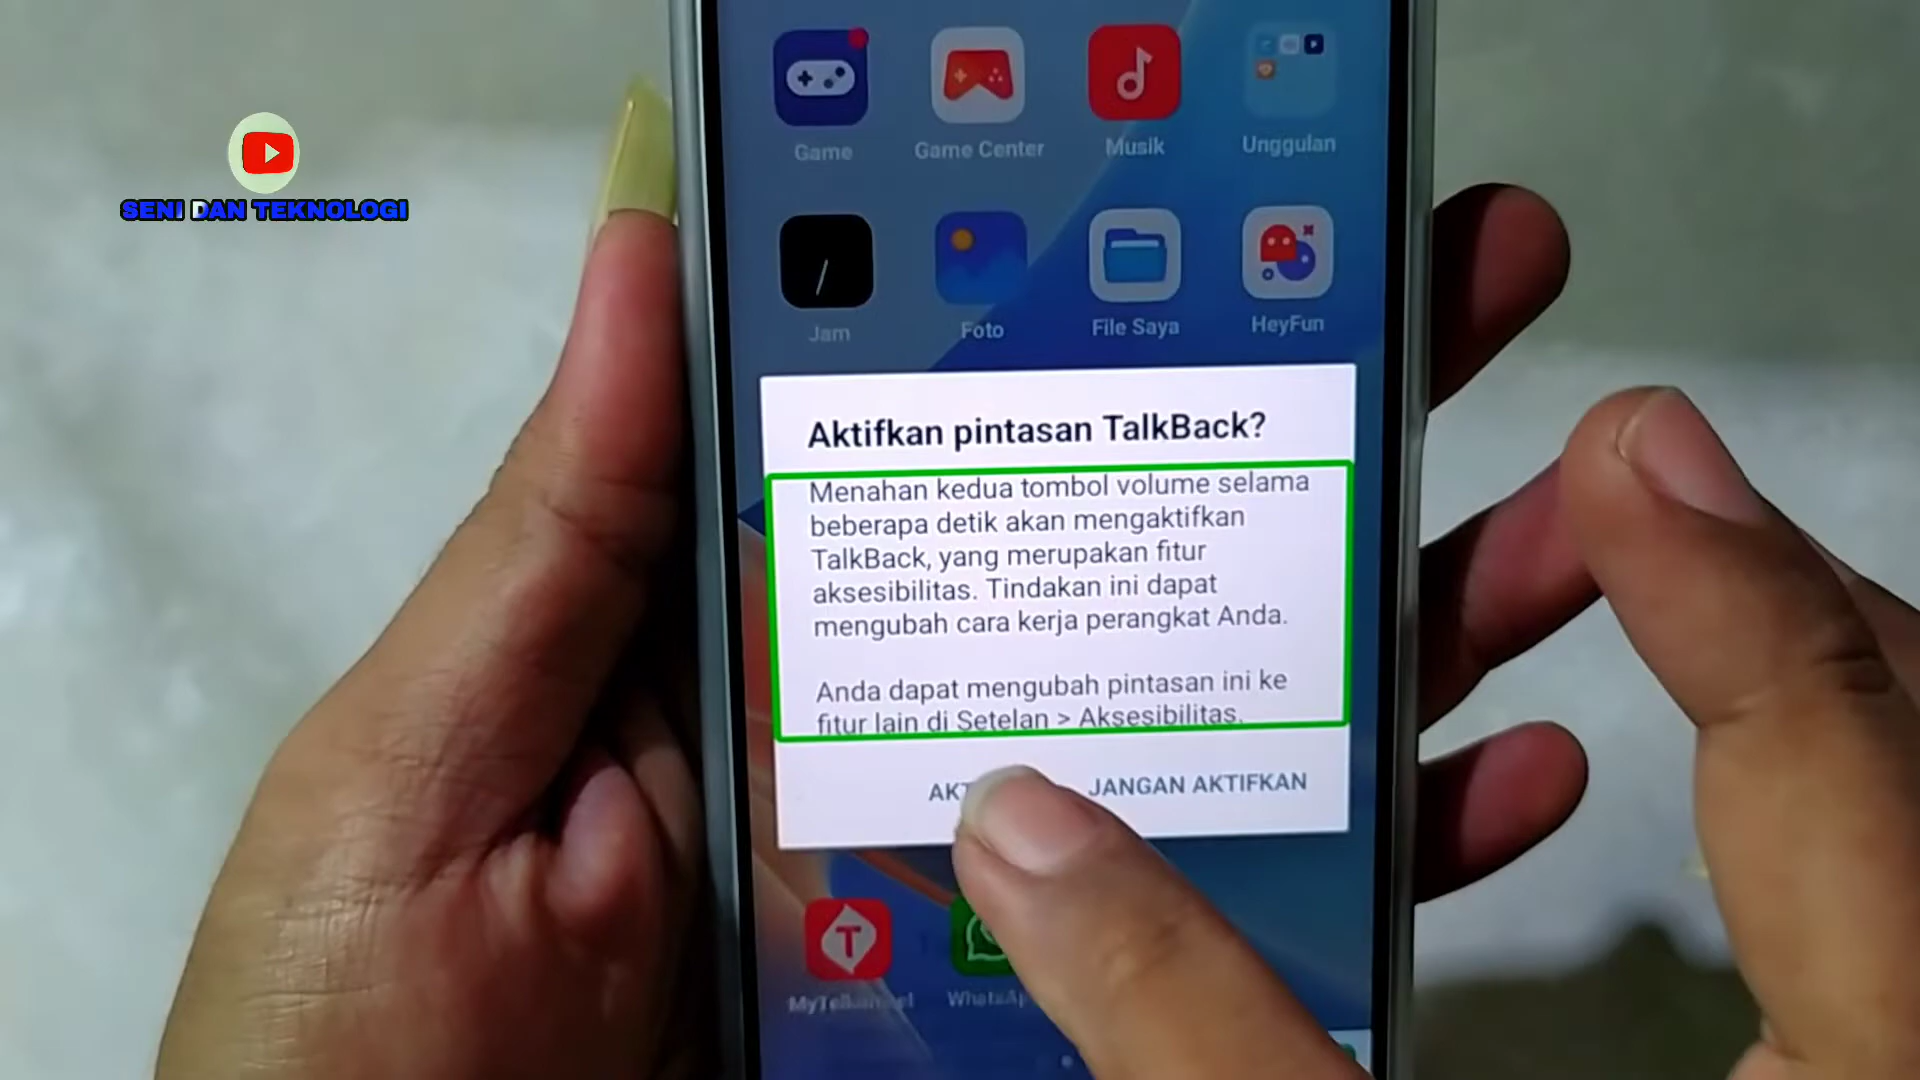 SENI DAN TEKNOLOGI
Game
Game Center
Musik
Unggulan
Jam
Foto
File Saya
HeyFun
Aktifkan pintasan TalkBack?
Menahan kedua tombol volume selama
beberapa detik akan mengaktifkan
TalkBack, yang merupakan fitur
aksesibilitas. Tindakan ini dapat
mengubah cara kerja perangkat Anda.
Anda dapat mengubah pintasan ini ke
fitur lain di Setelan > Aksesibilitas.
JANGAN AKTIFKAN
T